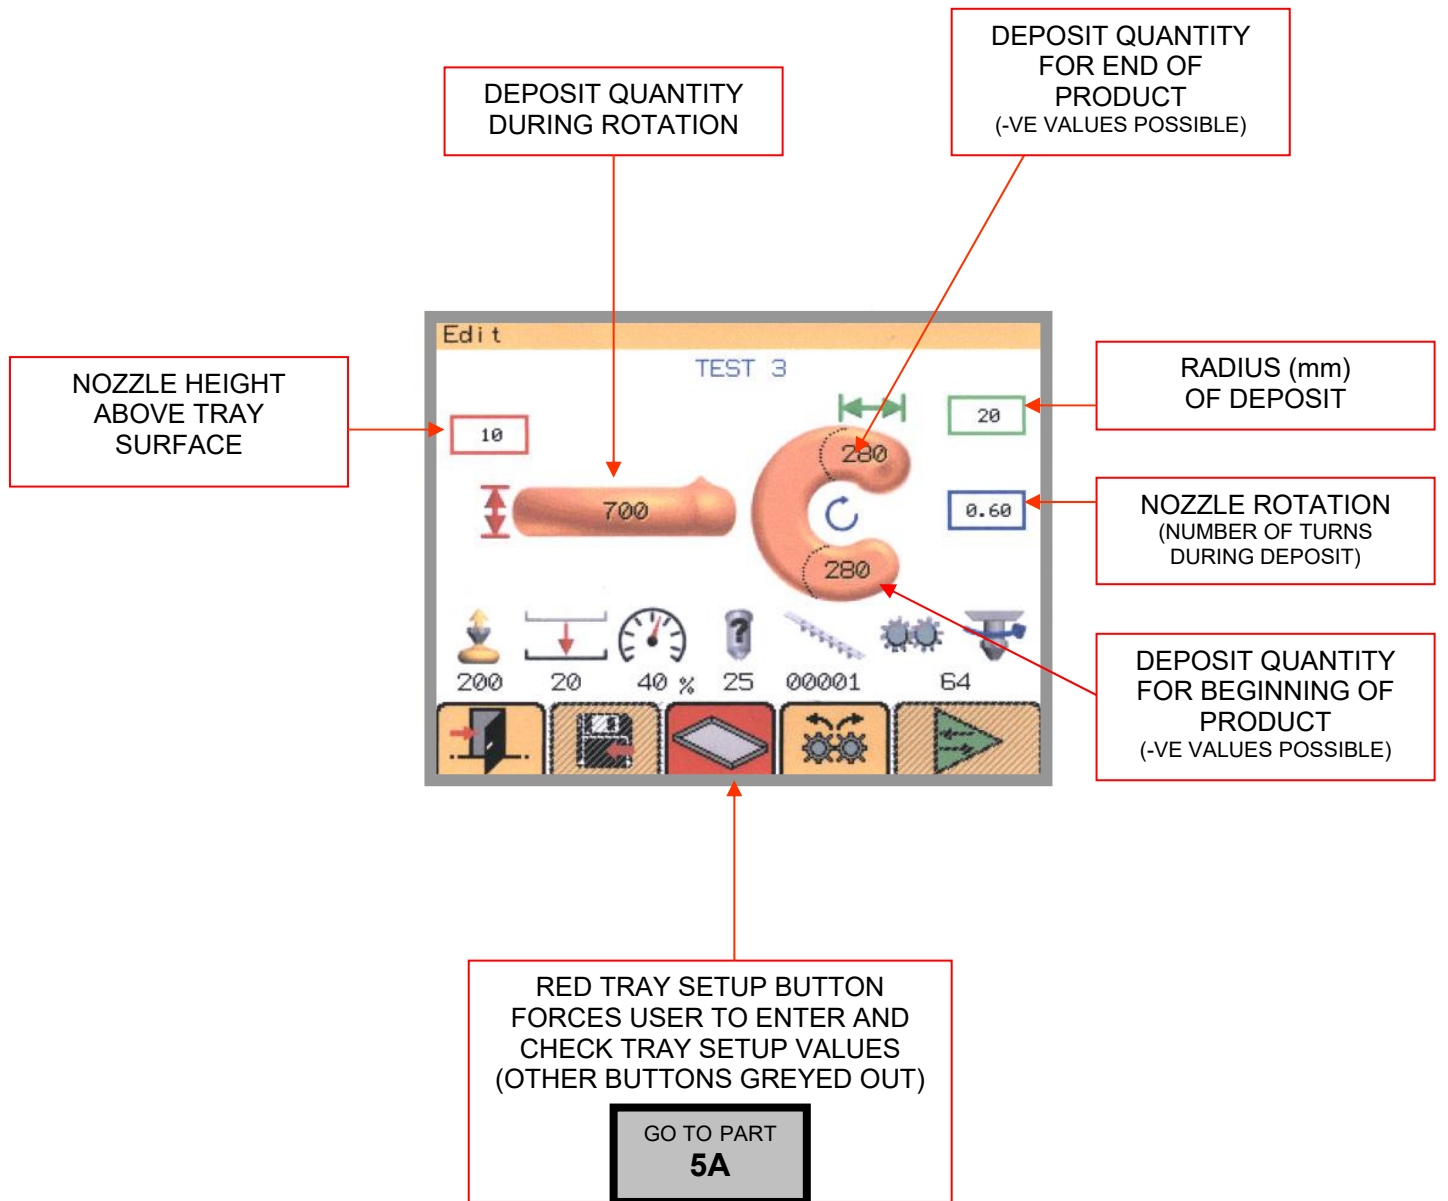 DEPOSIT QUANTITY
FOR END OF
PRODUCT
(-VE VALUES POSSIBLE)
DEPOSIT QUANTITY
DURING ROTATION
NOZZLE HEIGHT
ABOVE TRAY
SURFACE
Edit
TEST 3
10
700
280
280
20
0.60
?
200
20
40 %
25
00001
64
RADIUS (mm)
OF DEPOSIT
NOZZLE ROTATION
(NUMBER OF TURNS
DURING DEPOSIT)
DEPOSIT QUANTITY
FOR BEGINNING OF
PRODUCT
(-VE VALUES POSSIBLE)
RED TRAY SETUP BUTTON
FORCES USER TO ENTER AND
CHECK TRAY SETUP VALUES
(OTHER BUTTONS GREYED OUT)
GO TO PART
5A